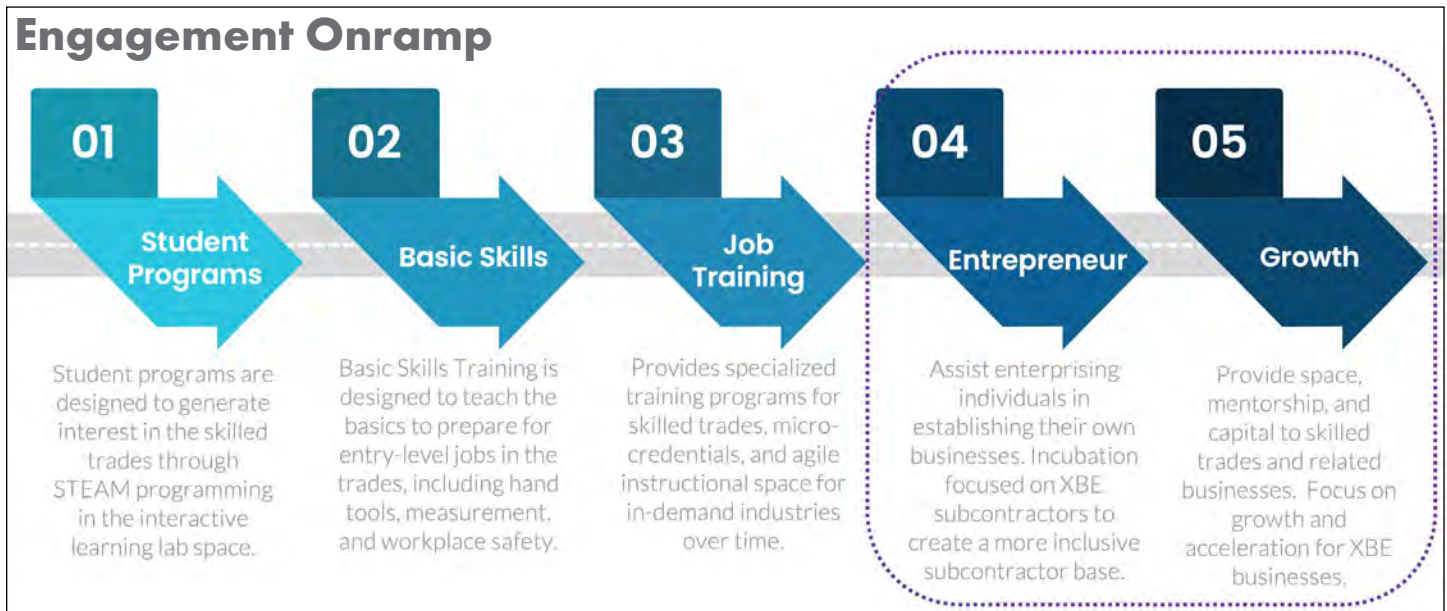 Engagement Onramp
01
Student
Programs
Student programs are
designed to generate
interest in the skilled
trades through
STEAM programming
in the interactive
learning lab space.
02
Basic Skills
Basic Skills Training is
designed to teach the
basics to prepare for
entry-level jobs in the
trades, including hand
tools, measurement,
and workplace safety.
03
Job
Training
Provides specialized
training programs for
skilled trades, micro-
credentials, and agile
instructional space for
in-demand industries
over time.
04
Entrepreneur
Assist enterprising
individuals in
establishing their own
businesses. Incubation
focused on XBE
subcontractors to
create a more inclusive
subcontractor base.
05
Growth
Provide space,
mentorship, and
capital to skilled
trades and related
businesses. Focus on
growth and
acceleration for XBE
businesses.